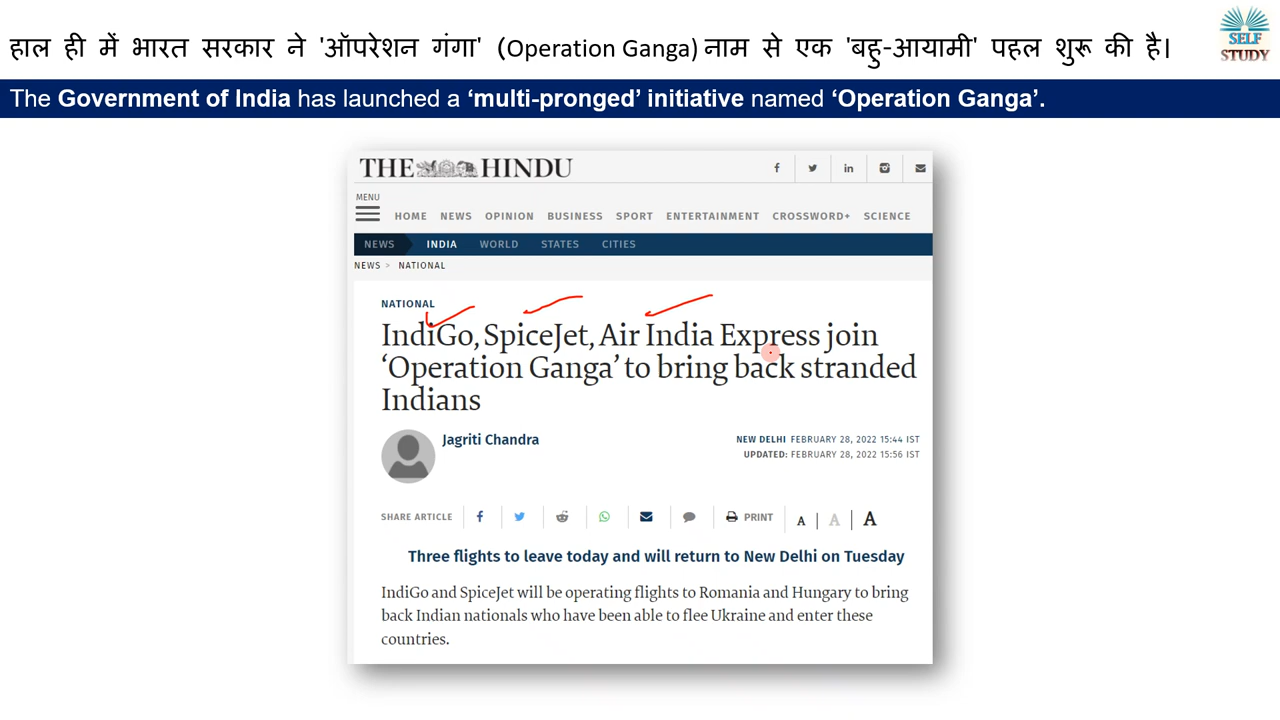 हाल ही में भारत सरकार ने 'ऑपरेशन गंगा' (Operation Ganga) नाम से एक 'बहु-आयामी' पहल शुरू की है।
SELF
STUDY
The Government of India has launched a ‘multi-pronged’ initiative named ‘Operation Ganga’.
THE HINDU
MENU
HOME NEWS OPINION BUSINESS SPORT ENTERTAINMENT CROSSWORD+ SCIENCE
NEWS INDIA WORLD STATES CITIES
NEWS > NATIONAL
NATIONAL
IndiGo, SpiceJet, Air India Express join
‘Operation Ganga’ to bring back stranded
Indians
Jagriti Chandra
NEW DELHI FEBRUARY 28, 2022 15:44 IST
UPDATED: FEBRUARY 28, 2022 15:56 IST
SHARE ARTICLE PRINT A A A
Three flights to leave today and will return to New Delhi on Tuesday
IndiGo and SpiceJet will be operating flights to Romania and Hungary to bring
back Indian nationals who have been able to flee Ukraine and enter these
countries.